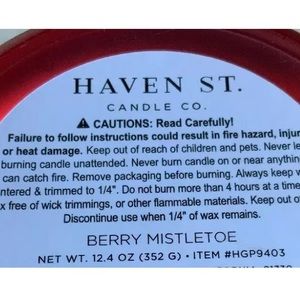 HAVEN ST.
CANDLE CO.
⚠ CAUTIONS: Read Carefully!
Failure to follow instructions could result in fire hazard, injur
or heat damage. Keep out of reach of children and pets. Never le
burning candle unattended. Never burn candle on or near anythin
can catch fire. Remove packaging before burning. Always keep w
ntered & trimmed to 1/4". Do not burn more than 4 hours at a time
x free of wick trimmings, or other flammable materials. Keep out of
Discontinue use when 1/4" of wax remains.
BERRY MISTLETOE
NET WT. 12.4 OZ (352 G) • ITEM #HGP9403